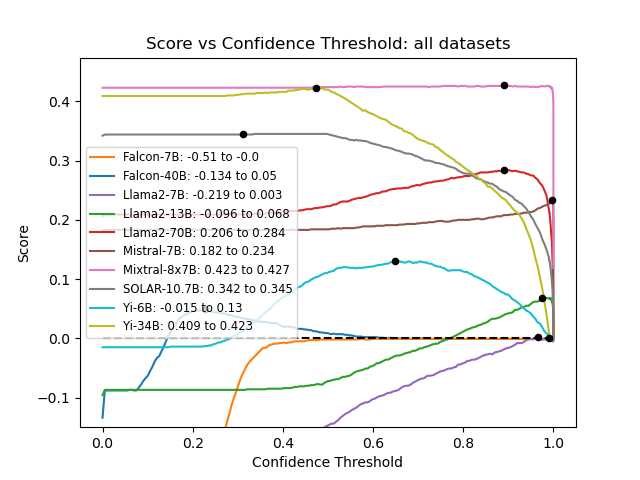 Score vs Confidence Threshold: all datasets
Score
0.4
0.3
0.2
0.1
0.0
−0.1
Falcon-7B: -0.51 to -0.0
Falcon-40B: -0.134 to 0.05
Llama2-7B: -0.219 to 0.003
Llama2-13B: -0.096 to 0.068
Llama2-70B: 0.206 to 0.284
Mistral-7B: 0.182 to 0.234
Mixtral-8x7B: 0.423 to 0.427
SOLAR-10.7B: 0.342 to 0.345
Yi-6B: -0.015 to 0.13
Yi-34B: 0.409 to 0.423
0.0 0.2 0.4 0.6 0.8 1.0
Confidence Threshold